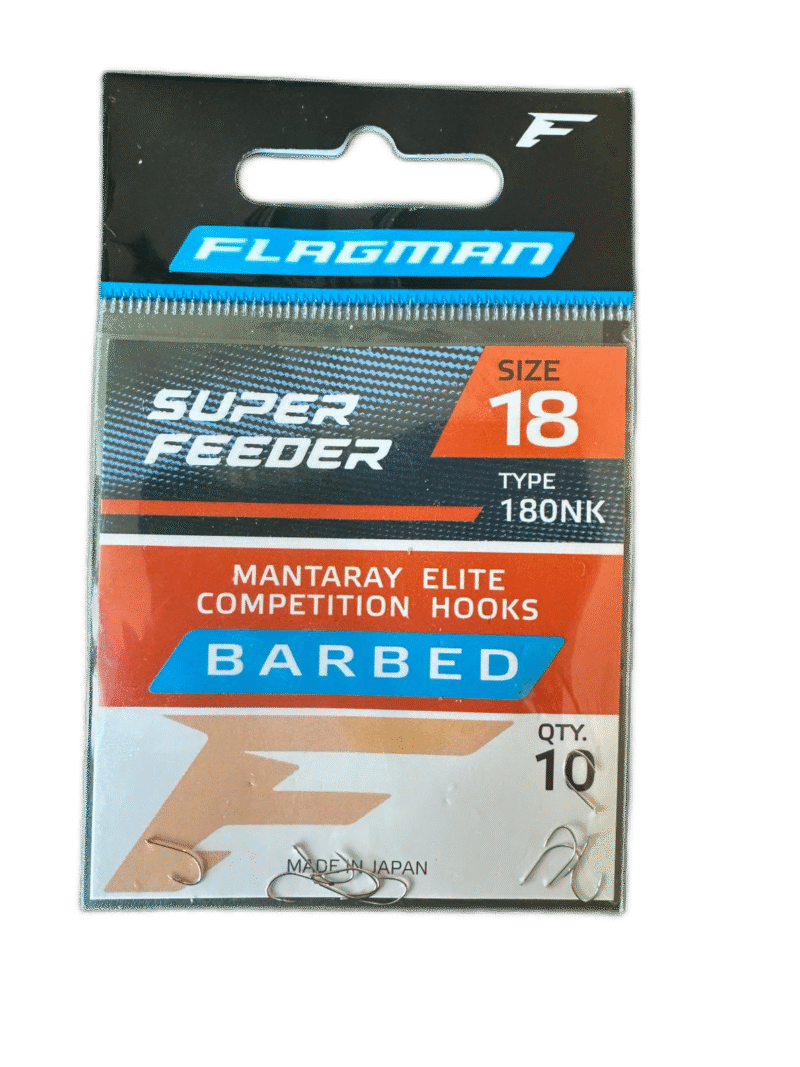 F
FLAGMAN
SUPER
FEEDER
SIZE
18
TYPE
180NK
MANTARAY ELITE
COMPETITION HOOKS
BARBED
QTY.
10
MADE IN JAPAN